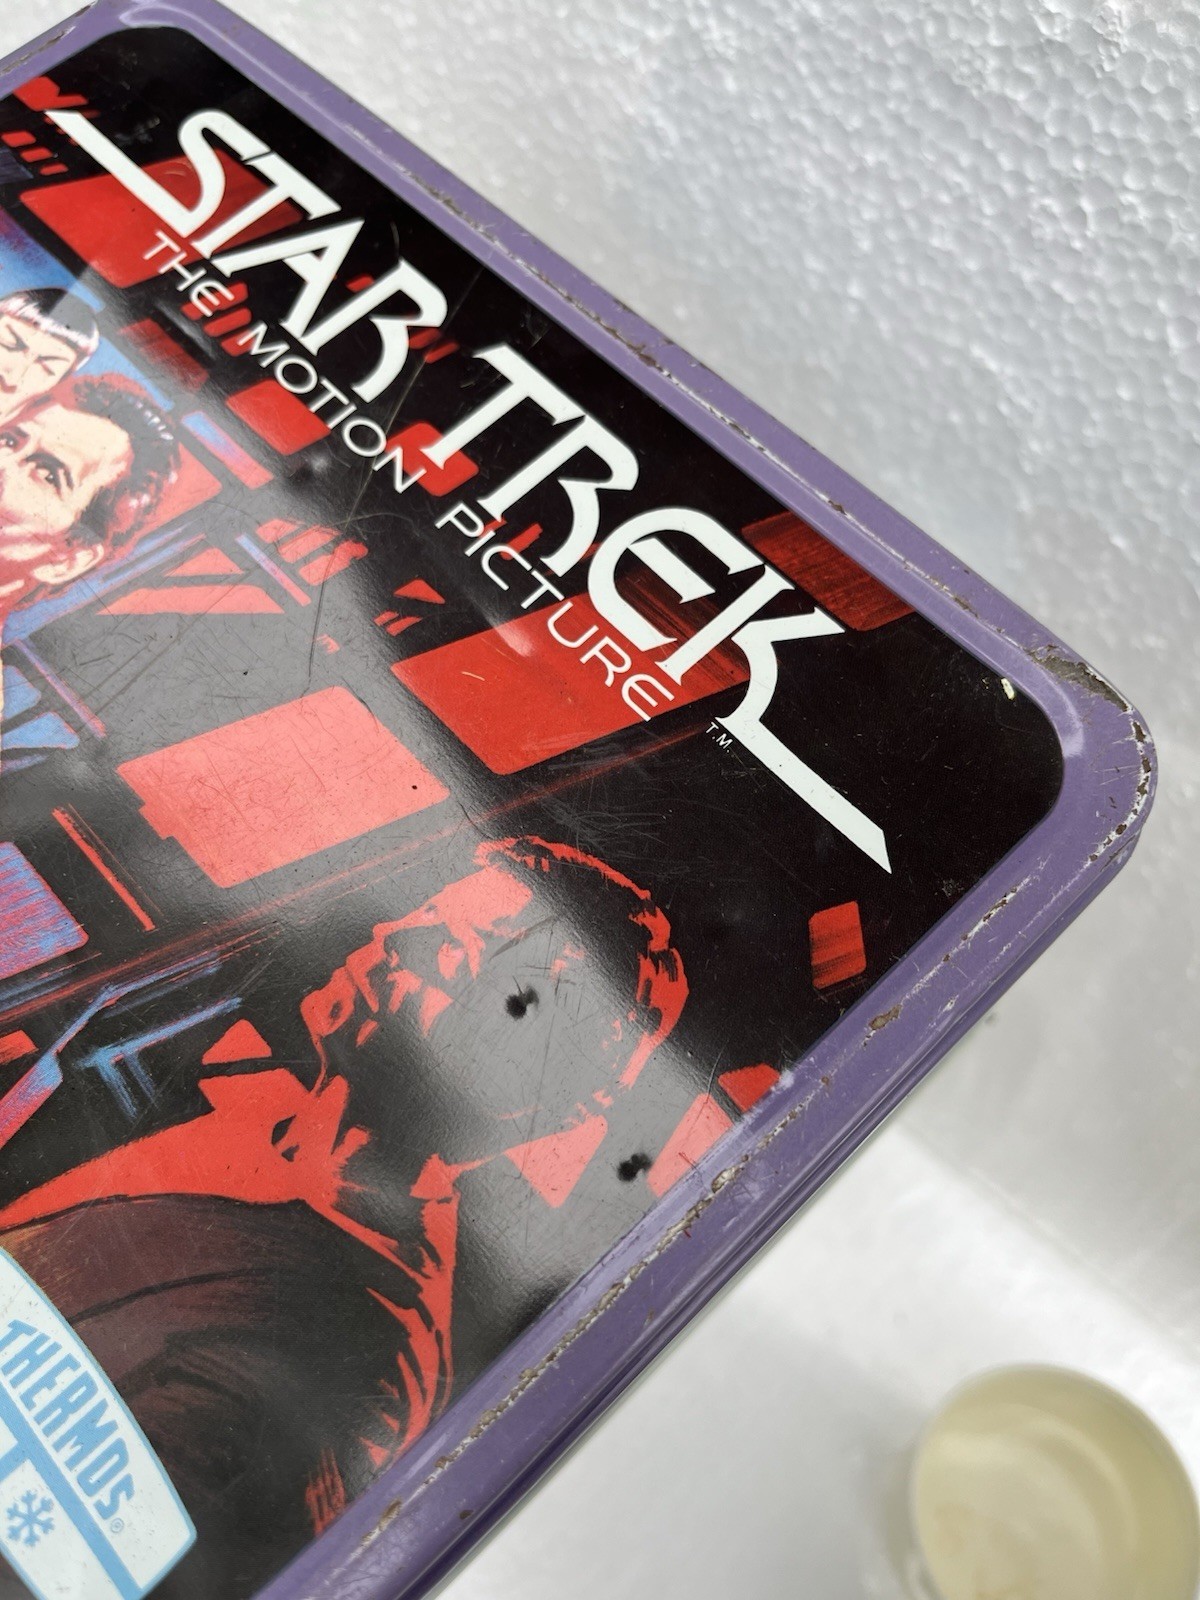 STAR TREK
THE MOTION PICTURE
T.M.
THERMOS®